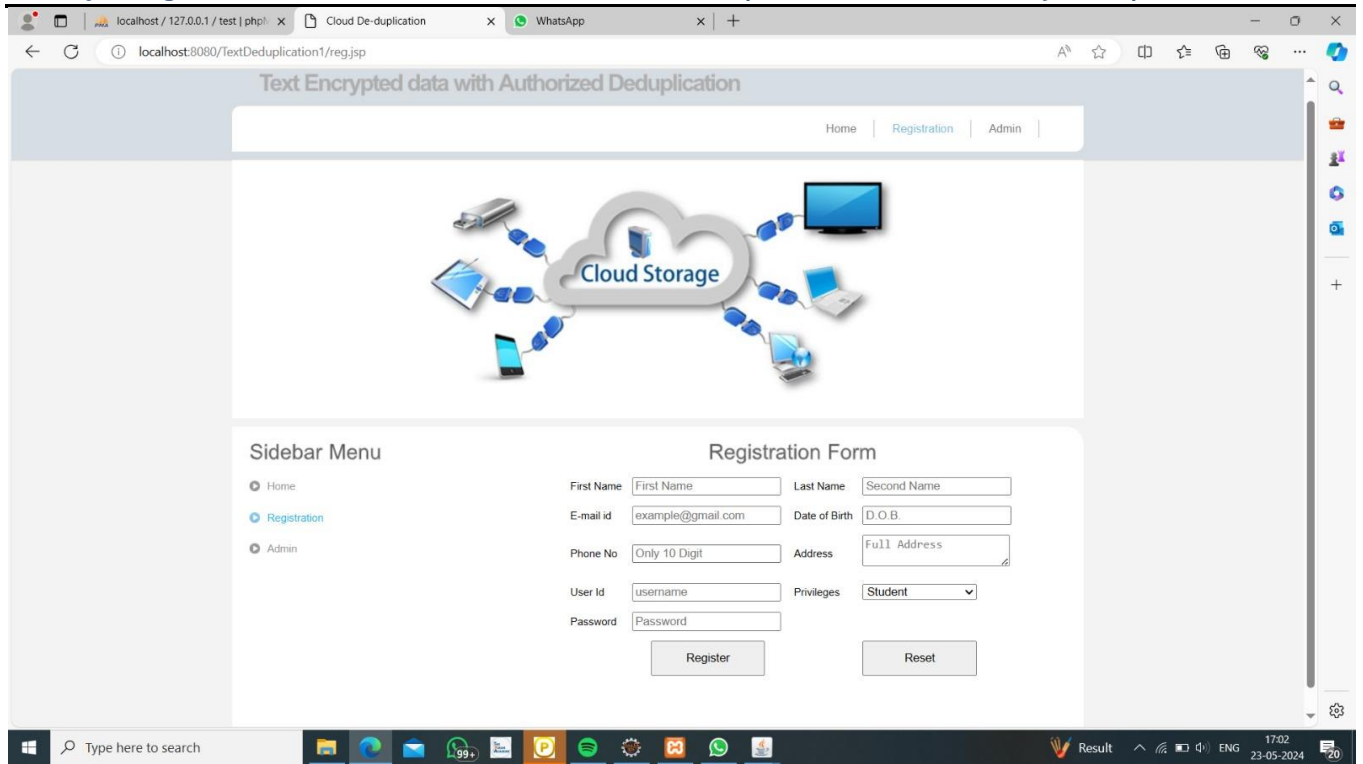 localhost / 127.0.0.1 / test | phpM
Cloud De-duplication
WhatsApp
localhost:8080/TextDeduplication1/reg.jsp
Text Encrypted data with Authorized Deduplication
Home Registration Admin
Cloud Storage
Sidebar Menu
Home
Registration
Admin
Registration Form
First Name First Name Last Name Second Name
E-mail id example@gmail.com Date of Birth D.O.B.
Phone No Only 10 Digit Address Full Address
User Id username Privileges Student
Password Password
Register Reset
Type here to search
99+
Result
ENG
17:02
23-05-2024
20